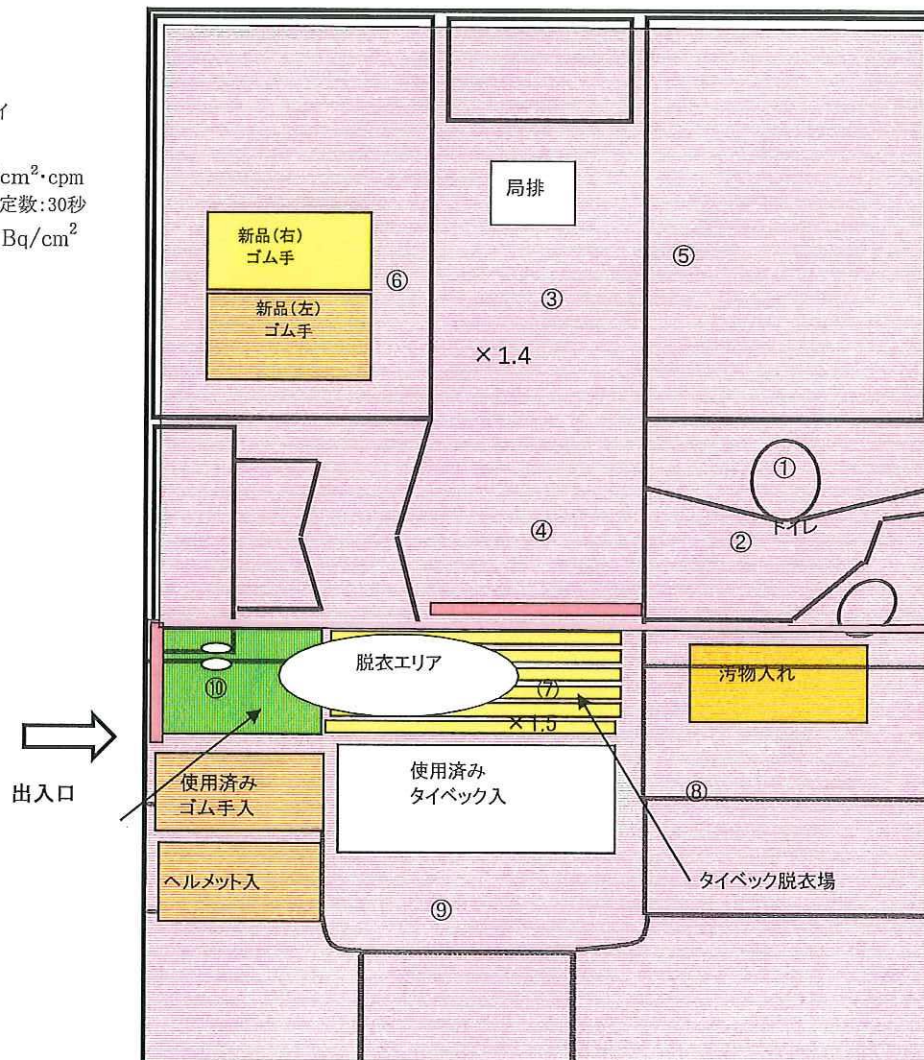 イ
cm²・cpm
定数:30秒
Bq/cm²
局排
新品(右)
ゴム手
⑥
⑤
③
新品(左)
ゴム手
×1.4
①
④
②
トイレ
脱衣エリア
汚物入れ
⑩
(7)
×1.5
出入口
使用済み
ゴム手入
使用済み
タイベック入
⑧
ヘルメット入
タイベック脱衣場
⑨